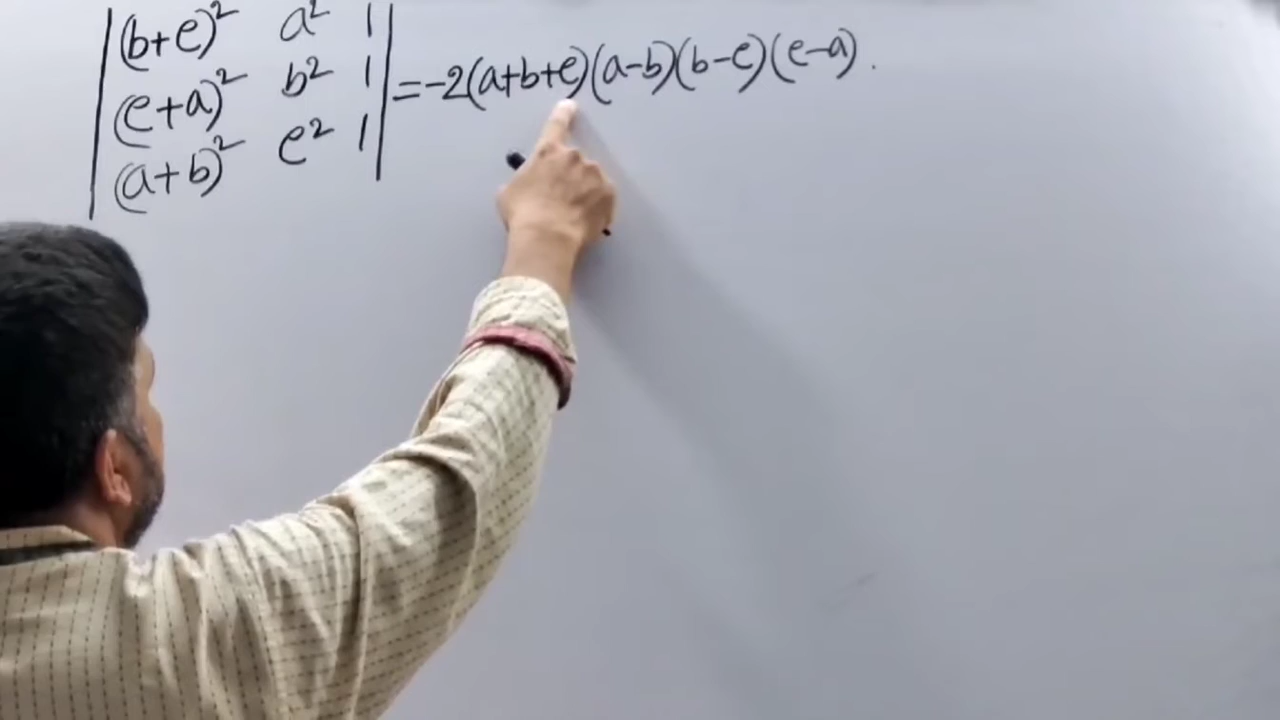 (b+c)² a² 1
(c+a)² b² 1 = -2(a+b+c)(a-b)(b-c)(c-a).
(a+b)² c² 1